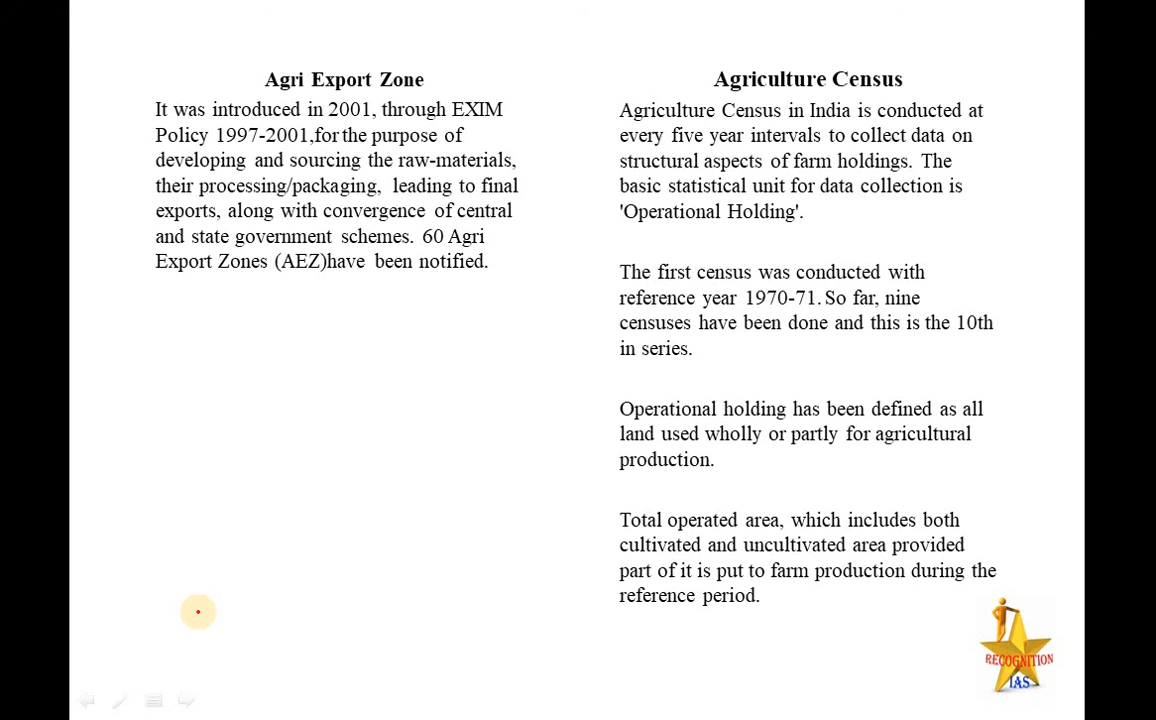 Agri Export Zone
It was introduced in 2001, through EXIM
Policy 1997-2001,for the purpose of
developing and sourcing the raw-materials,
their processing/packaging, leading to final
exports, along with convergence of central
and state government schemes. 60 Agri
Export Zones (AEZ)have been notified.
Agriculture Census
Agriculture Census in India is conducted at
every five year intervals to collect data on
structural aspects of farm holdings. The
basic statistical unit for data collection is
'Operational Holding'.
The first census was conducted with
reference year 1970-71. So far, nine
censuses have been done and this is the 10th
in series.
Operational holding has been defined as all
land used wholly or partly for agricultural
production.
Total operated area, which includes both
cultivated and uncultivated area provided
part of it is put to farm production during the
reference period.
RECOGNITION
IAS